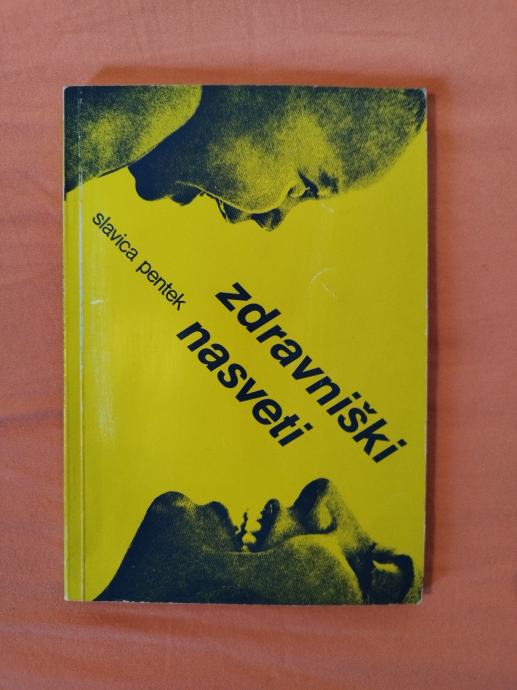 slavica pentek
zdravniški
nasveti